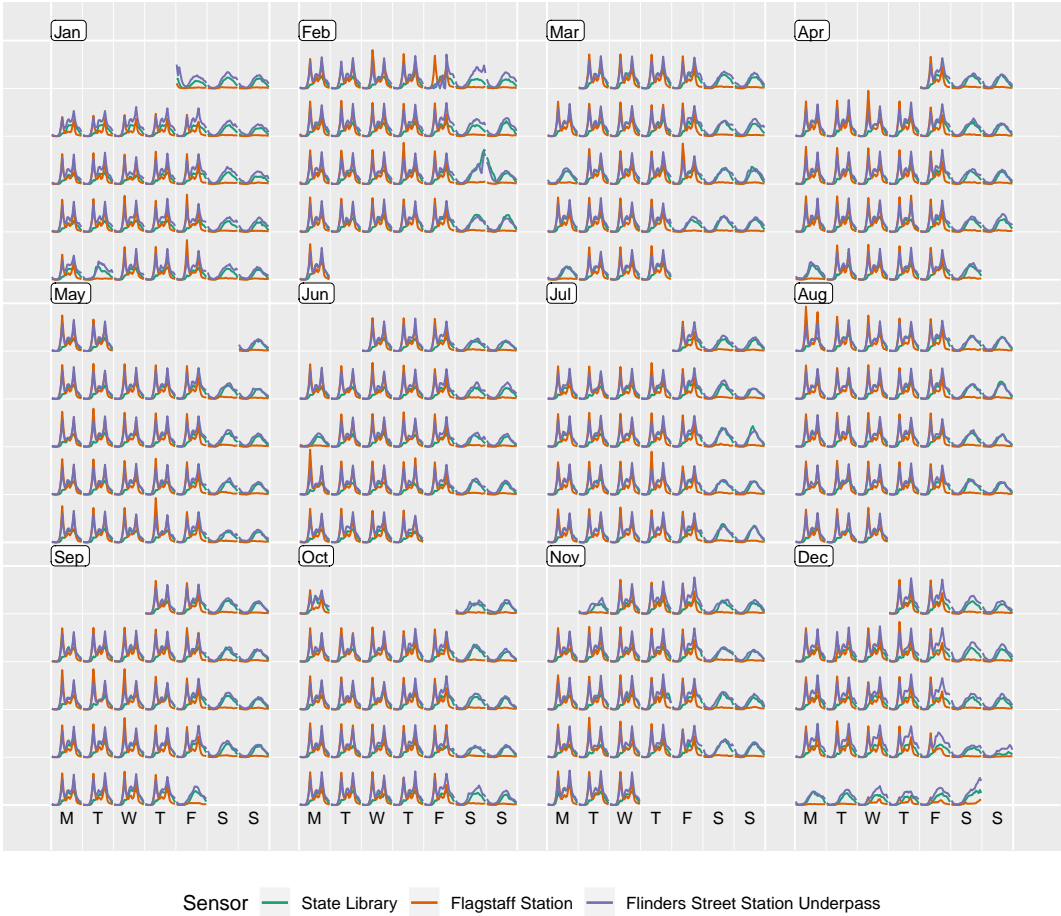 Jan Feb Mar Apr
May Jun Jul Aug
Sep Oct Nov Dec
M T W T F S S M T W T F S S M T W T F S S M T W T F S S
Sensor State Library Flagstaff Station Flinders Street Station Underpass